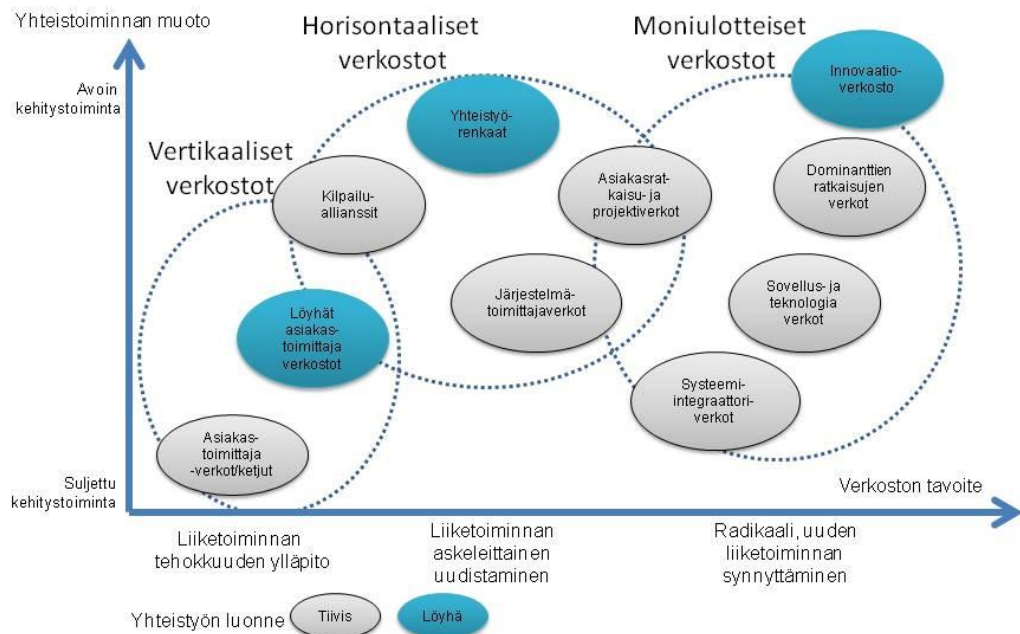 Yhteistoiminnan muoto
Horisontaaliset
verkostot
Moniulotteiset
verkostot
Avoin
kehitystoiminta
Innovaatio-
verkosto
Yhteistyö-
renkaat
Vertikaaliset
verkostot
Dominanttien
ratkaisujen
verkot
Kilpailu-
allianssit
Asiakasrat-
kaisu- ja
projektiverkot
Järjestelmä-
toimittajaverkot
Sovellus- ja
teknologia
verkot
Löyhät
asiakas-
toimittaja
verkostot
Systeemi-
integraattori-
verkot
Asiakas-
toimittaja
-verkot/ketjut
Suljettu
kehitystoiminta
Verkoston tavoite
Liiketoiminnan
tehokkuuden ylläpito
Liiketoiminnan
askeleittainen
uudistaminen
Radikaali, uuden
liiketoiminnan
synnyttäminen
Yhteistyön luonne
Tiivis
Löyhä